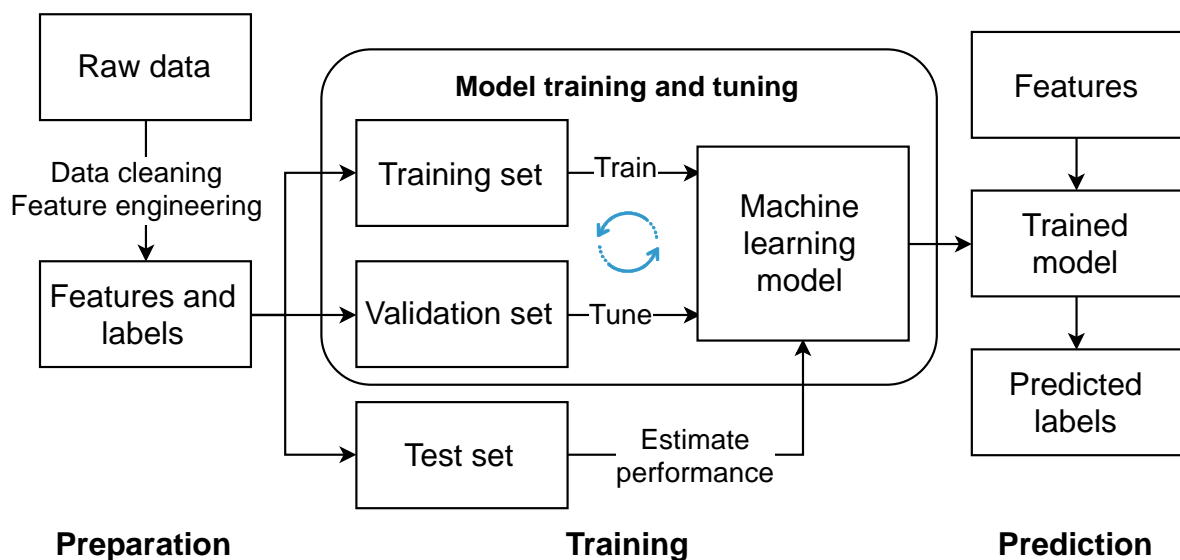 Raw data
Data cleaning
Feature engineering
Features and
labels
Model training and tuning
Training set
Train
Validation set
Tune
Machine
learning
model
Test set
Estimate
performance
Features
Trained
model
Predicted
labels
Preparation
Training
Prediction